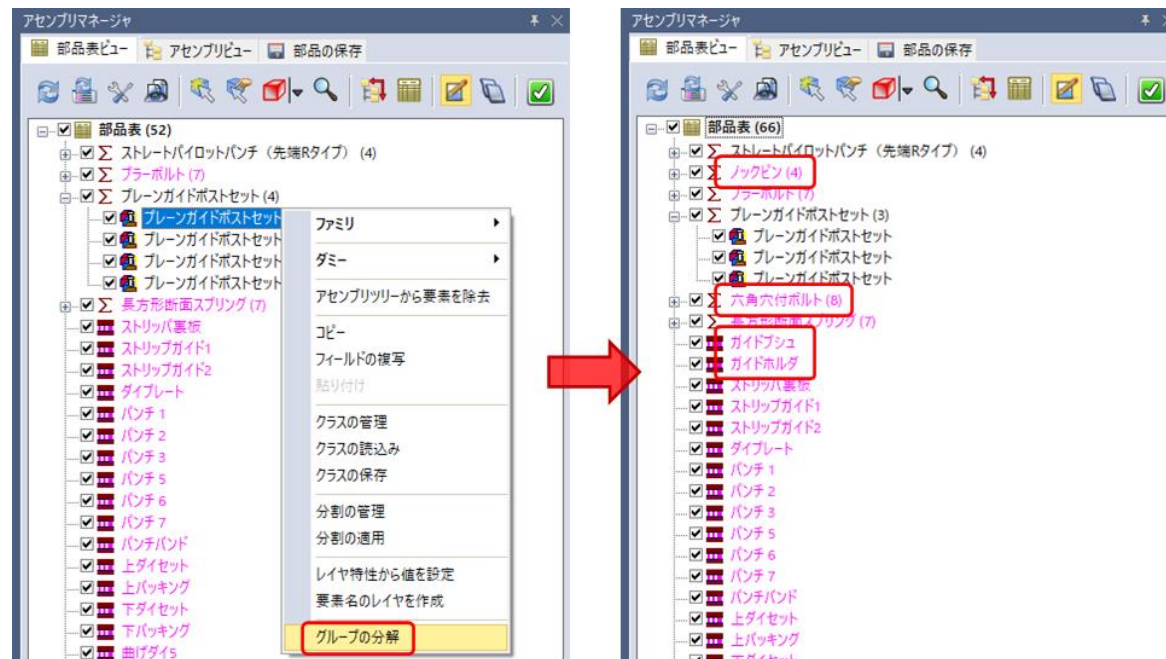 アセンブリマネージャ
部品表ビュー アセンブリビュー 部品の保存
部品表 (52)
ストレートパイロットパンチ（先端Rタイプ） (4)
プラーボルト (7)
プレーンガイドポストセット (4)
プレーンガイドポストセット
プレーンガイドポストセット
プレーンガイドポストセット
プレーンガイドポストセット
長方形断面スプリング (7)
ストリッパ裏板
ストリップガイド1
ストリップガイド2
ダイプレート
パンチ 1
パンチ 2
パンチ 3
パンチ 5
パンチ 6
パンチ 7
パンチバンド
上ダイセット
上バッキング
下ダイセット
下バッキング
曲げダイ5
ファミリ
ダミー
アセンブリツリーから要素を除去
コピー
フィールドの複写
貼り付け
クラスの管理
クラスの読込み
クラスの保存
分割の管理
分割の適用
レイヤ特性から値を設定
要素名のレイヤを作成
グループの分解
アセンブリマネージャ
部品表ビュー アセンブリビュー 部品の保存
部品表 (66)
ストレートパイロットパンチ（先端Rタイプ） (4)
ノックピン (4)
プラーボルト (7)
プレーンガイドポストセット (3)
プレーンガイドポストセット
プレーンガイドポストセット
プレーンガイドポストセット
六角穴付ボルト (8)
長方形断面スプリング (7)
ガイドブシュ
ガイドホルダ
ストリッパ裏板
ストリップガイド1
ストリップガイド2
ダイプレート
パンチ 1
パンチ 2
パンチ 3
パンチ 5
パンチ 6
パンチ 7
パンチバンド
上ダイセット
上バッキング
下ダイセット